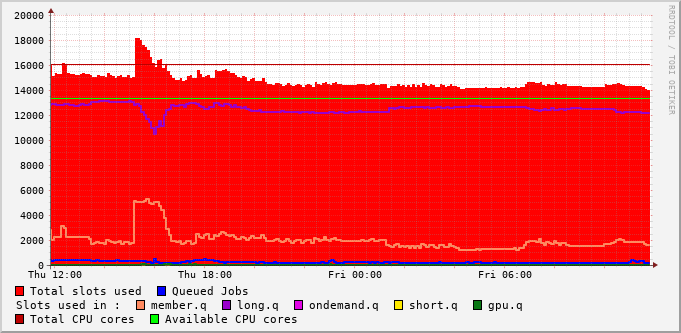 20000
18000
16000
14000
12000
10000
8000
6000
4000
2000
0
Thu 12:00 Thu 18:00 Fri 00:00 Fri 06:00
RRDTOOL / TOBI OETIKER
Total slots used Queued Jobs
Slots used in : member.q long.q ondemand.q short.q gpu.q
Total CPU cores Available CPU cores